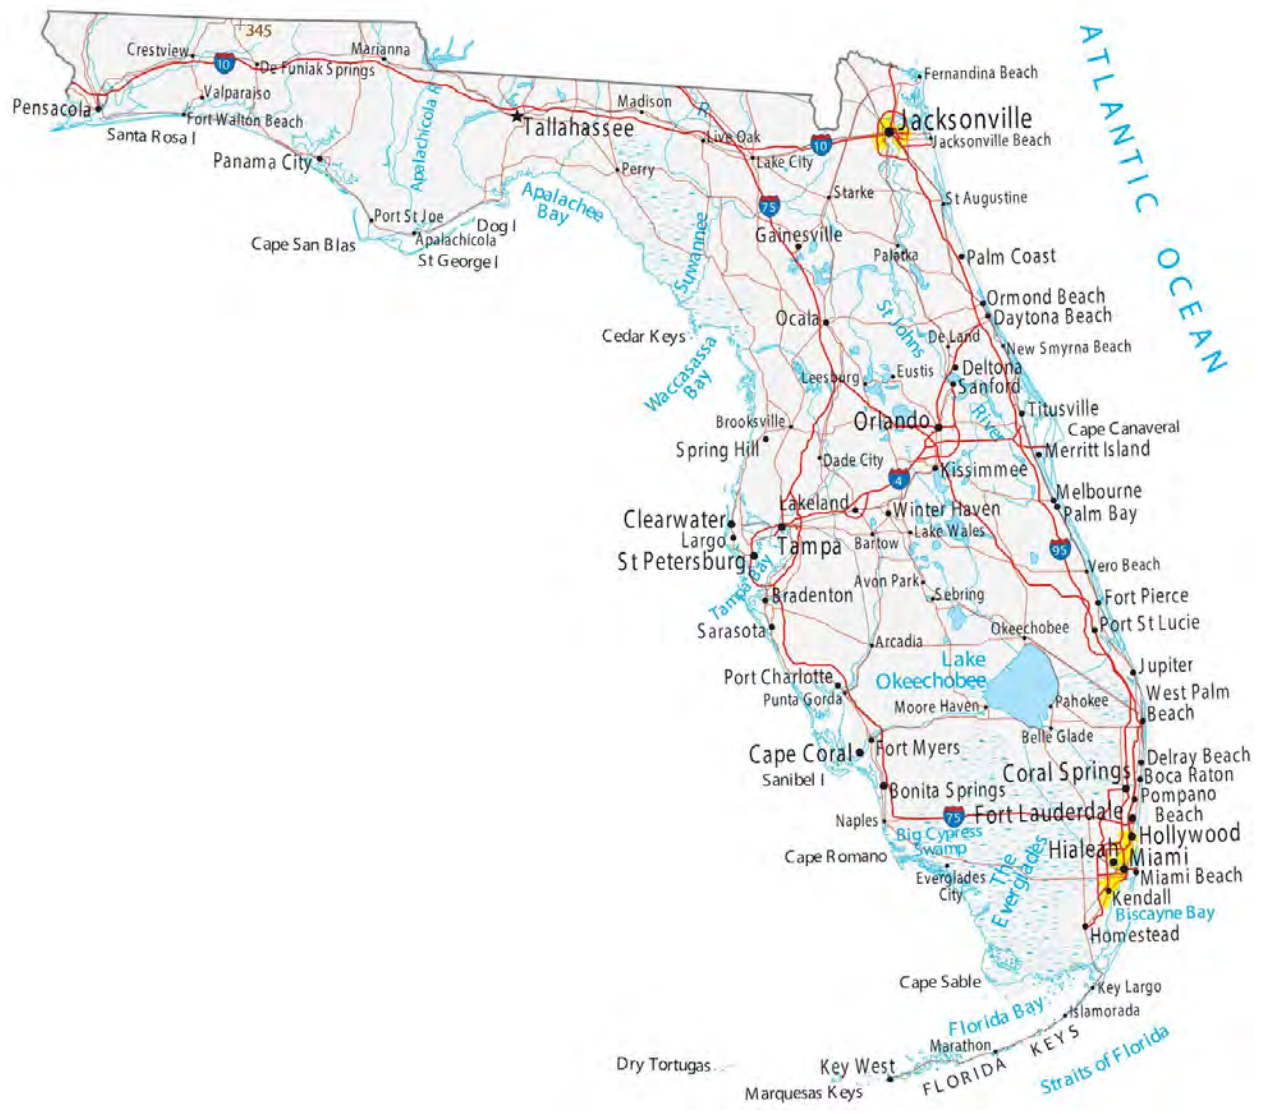 345
Crestview
Marianna
10
De Funiak Springs
Valparaiso
Pensacola
Fort Walton Beach
Santa Rosa I
Panama City
Apalachicola R
Tallahassee
Madison
R
Live Oak
Lake City
10
Fernandina Beach
Jacksonville
Jacksonville Beach
ATLANTIC OCEAN
Perry
Apalachee
Bay
Port St Joe
Apalachicola
Dog I
Cape San Blas
St George I
Suwannee
75
Starke
St Augustine
Gainesville
Palatka
Palm Coast
Ormond Beach
Daytona Beach
Ocala
St Johns
River
De Land
New Smyrna Beach
Cedar Keys
Waccasassa
Bay
Leesburg
Eustis
Deltona
Sanford
Brooksville
Orlando
Titusville
Cape Canaveral
Spring Hill
Dade City
Merritt Island
Kissimmee
4
Lakeland
Winter Haven
Melbourne
Palm Bay
Clearwater
Largo
Tampa
Bartow
Lake Wales
95
St Petersburg
Tampa Bay
Vero Beach
Avon Park
Sebring
Bradenton
Fort Pierce
Sarasota
Okeechobee
Port St Lucie
Arcadia
Lake
Okeechobee
Jupiter
Port Charlotte
Punta Gorda
Moore Haven
Pahokee
West Palm
Beach
Belle Glade
Cape Coral
Fort Myers
Delray Beach
Sanibel I
Coral Springs
Boca Raton
Bonita Springs
Pompano
Beach
Naples
75
Fort Lauderdale
Big Cypress
Swamp
Hollywood
Cape Romano
The
Everglades
Hialeah
Miami
Everglades
City
Miami Beach
Kendall
Biscayne Bay
Homestead
Cape Sable
Key Largo
Florida Bay
Islamorada
Marathon
FLORIDA KEYS
Straits of Florida
Dry Tortugas
Key West
Marquesas Keys